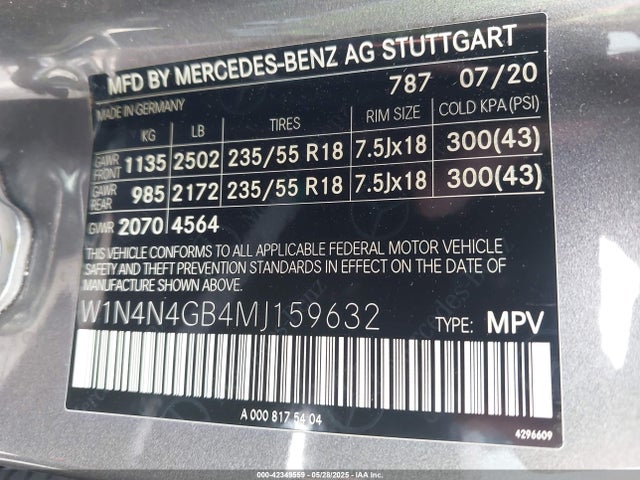 MFD BY MERCEDES-BENZ AG STUTTGART
787 07/20
MADE IN GERMANY
KG LB TIRES RIM SIZE COLD KPA(PSI)
GAWR FRONT 1135 2502 235/55 R18 7.5Jx18 300(43)
GAWR REAR 985 2172 235/55 R18 7.5Jx18 300(43)
GVWR 2070 4564
THIS VEHICLE CONFORMS TO ALL APPLICABLE FEDERAL MOTOR VEHICLE
SAFETY AND THEFT PREVENTION STANDARDS IN EFFECT ON THE DATE OF
MANUFACTURE SHOWN ABOVE.
W1N4N4GB4MJ159632 TYPE: MPV
A 000 817 54 04
4296609
OWNER: 000-42349559 - 05/28/2025 - IAAI.COM